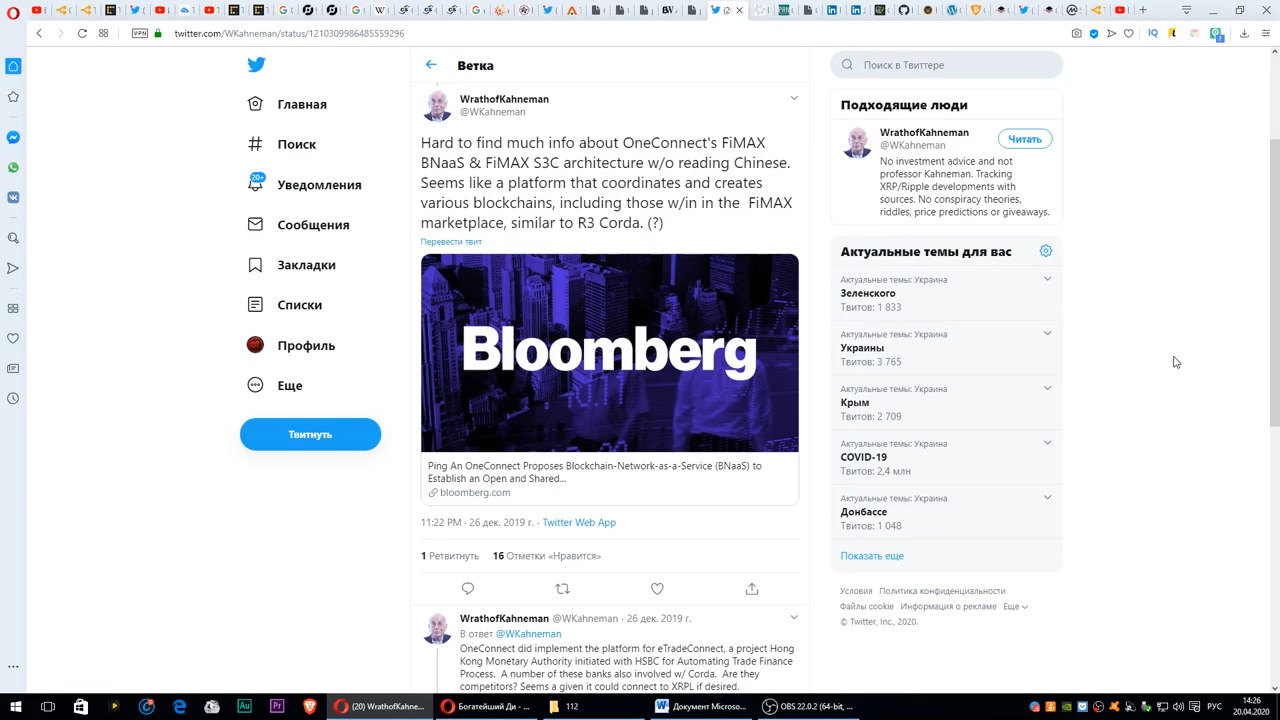 VPN
twitter.com/WKahneman/status/1210309986485559296
Главная
Поиск
20+
Уведомления
Сообщения
Закладки
Списки
Профиль
Еще
Твитнуть
Ветка
WrathofKahneman
@WKahneman
Hard to find much info about OneConnect's FiMAX
BNaaS & FiMAX S3C architecture w/o reading Chinese.
Seems like a platform that coordinates and creates
various blockchains, including those w/in in the FiMAX
marketplace, similar to R3 Corda. (?)
Перевести твит
Bloomberg
Ping An OneConnect Proposes Blockchain-Network-as-a-Service (BNaaS) to
Establish an Open and Shared...
bloomberg.com
11:22 PM · 26 дек. 2019 г. · Twitter Web App
1 Ретвитнуть 16 Отметки «Нравится»
WrathofKahneman @WKahneman · 26 дек. 2019 г.
В ответ @WKahneman
OneConnect did implement the platform for eTradeConnect, a project Hong
Kong Monetary Authority initiated with HSBC for Automating Trade Finance
Process. A number of these banks also involved w/ Corda. Are they
competitors? Seems a given it could connect to XRPL if desired.
Поиск в Твиттере
Подходящие люди
WrathofKahneman
@WKahneman
Читать
No investment advice and not
professor Kahneman. Tracking
XRP/Ripple developments with
sources. No conspiracy theories,
riddles, price predictions or giveaways.
Актуальные темы для вас
Актуальные темы: Украина
Зеленского
Твитов: 1 833
Актуальные темы: Украина
Украины
Твитов: 3 765
Актуальные темы: Украина
Крым
Твитов: 2 709
Актуальные темы: Украина
COVID-19
Твитов: 2,4 млн
Актуальные темы: Украина
Донбассе
Твитов: 1 048
Показать еще
Условия Политика конфиденциальности
Файлы cookie Информация о рекламе Еще
© Twitter, Inc., 2020.
(20) WrathofKahne...
Богатейший Ди - ...
112
Документ Microso...
OBS 22.0.2 (64-bit, ...
РУС
14:26
20.04.2020